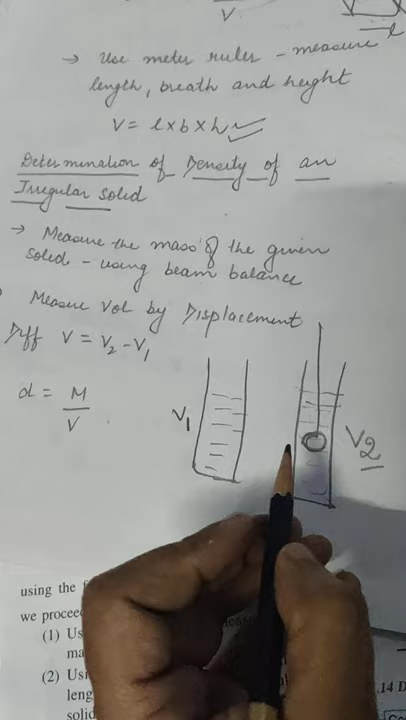 V
l
→ Use meter ruler - measure
length, breath and height
V = l x b x h
Determination of Density of an
Irregular solid
→ Measure the mass of the given
solid - using beam balance
Measure Vol by Displacement
Diff V = V2 - V1
d = M
V
V1
V2
using the
we procee
(1) Us
ma
(2) Usi
leng
solid
.14 D